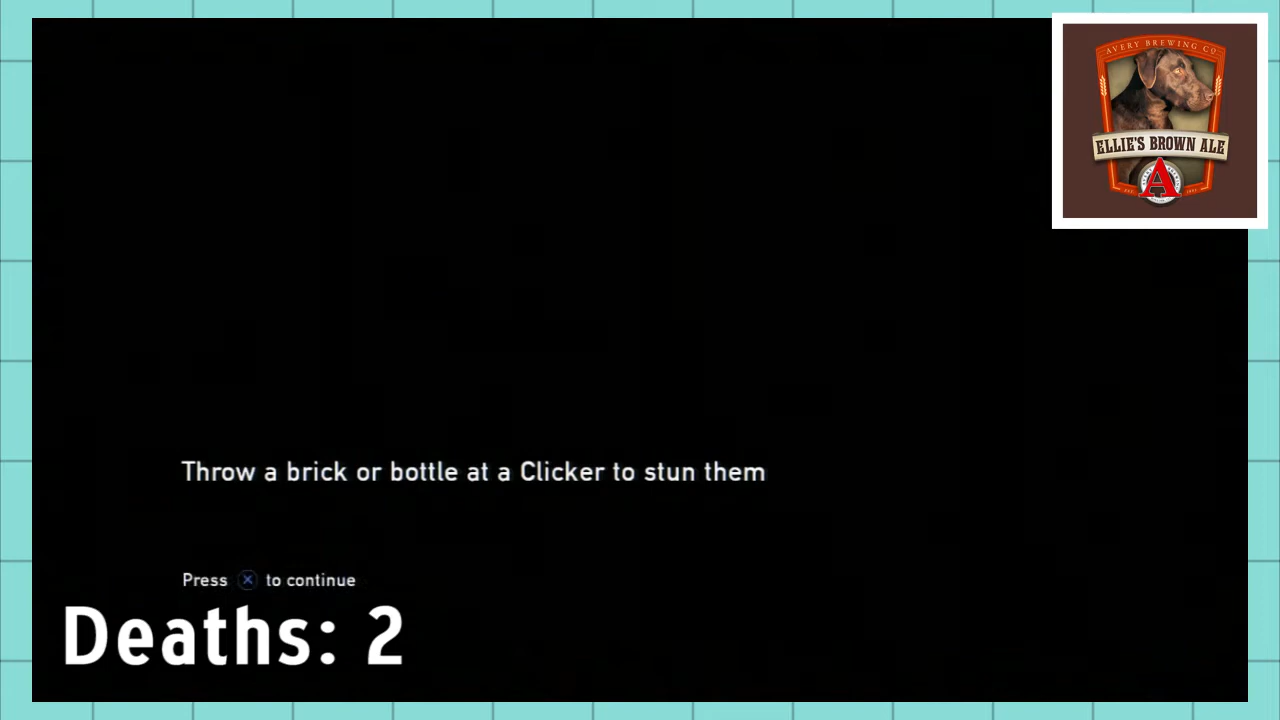 AVERY BREWING CO
ELLIE'S BROWN ALE
A
Throw a brick or bottle at a Clicker to stun them
Press ⓧ to continue
Deaths: 2